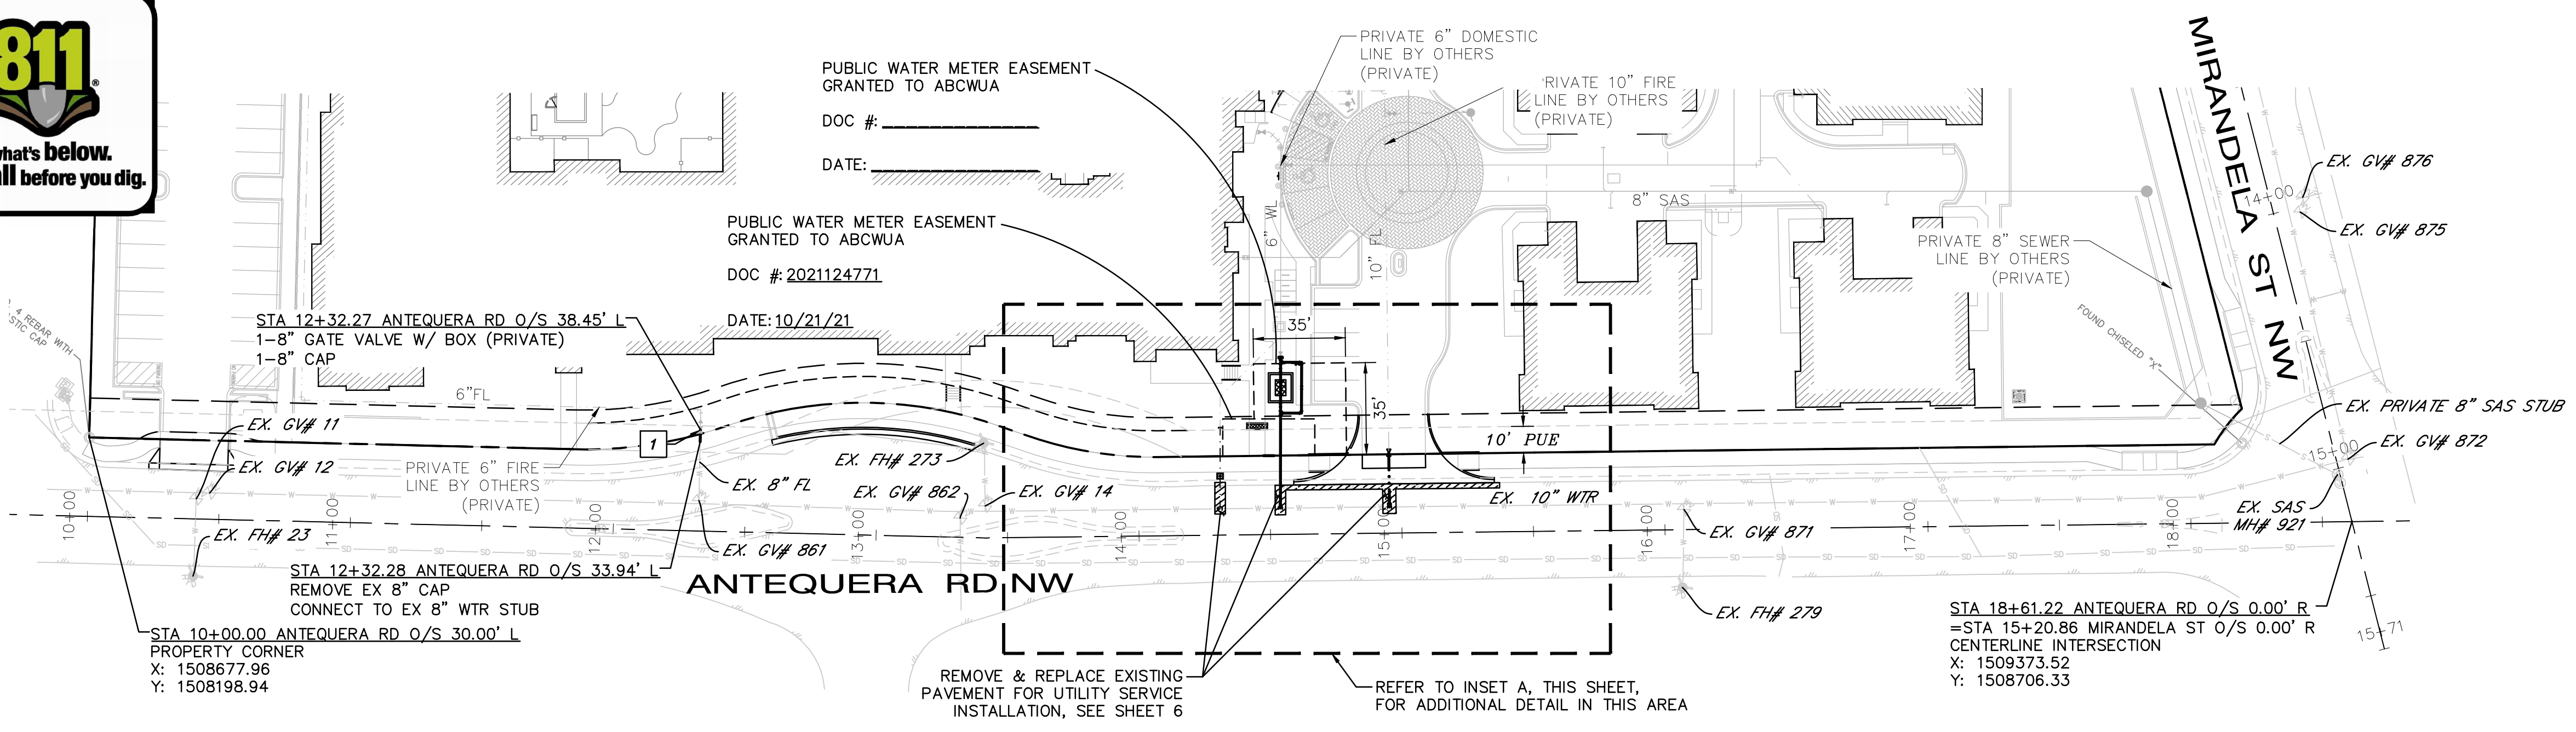 811
®
what's below.
before you dig.
PUBLIC WATER METER EASEMENT
GRANTED TO ABCWUA
DOC #:
DATE:
PUBLIC WATER METER EASEMENT
GRANTED TO ABCWUA
DOC #: 2021124771
DATE: 10/21/21
PRIVATE 6" DOMESTIC
LINE BY OTHERS
(PRIVATE)
RIVATE 10" FIRE
LINE BY OTHERS
(PRIVATE)
MIRANDELA ST NW
EX. GV# 876
14+00
EX. GV# 875
8" SAS
6" WL
10" FL
PRIVATE 8" SEWER
LINE BY OTHERS
(PRIVATE)
FOUND CHISELED "X"
4 REBAR WITH
STIC CAP
STA 12+32.27 ANTEQUERA RD O/S 38.45' L
1-8" GATE VALVE W/ BOX (PRIVATE)
1-8" CAP
35'
35'
6"FL
EX. GV# 11
EX. GV# 12
PRIVATE 6" FIRE
LINE BY OTHERS
(PRIVATE)
1
EX. 8" FL
EX. FH# 273
EX. GV# 862
EX. GV# 14
10' PUE
EX. 10" WTR
EX. PRIVATE 8" SAS STUB
EX. GV# 872
15+00
EX. SAS
MH# 921
10+00
11+00
12+00
13+00
14+00
15+00
16+00
17+00
18+00
EX. FH# 23
EX. GV# 861
EX. GV# 871
EX. FH# 279
ANTEQUERA RD NW
STA 12+32.28 ANTEQUERA RD O/S 33.94' L
REMOVE EX 8" CAP
CONNECT TO EX 8" WTR STUB
STA 10+00.00 ANTEQUERA RD O/S 30.00' L
PROPERTY CORNER
X: 1508677.96
Y: 1508198.94
REMOVE & REPLACE EXISTING
PAVEMENT FOR UTILITY SERVICE
INSTALLATION, SEE SHEET 6
REFER TO INSET A, THIS SHEET,
FOR ADDITIONAL DETAIL IN THIS AREA
STA 18+61.22 ANTEQUERA RD O/S 0.00' R
=STA 15+20.86 MIRANDELA ST O/S 0.00' R
CENTERLINE INTERSECTION
X: 1509373.52
Y: 1508706.33
15+71